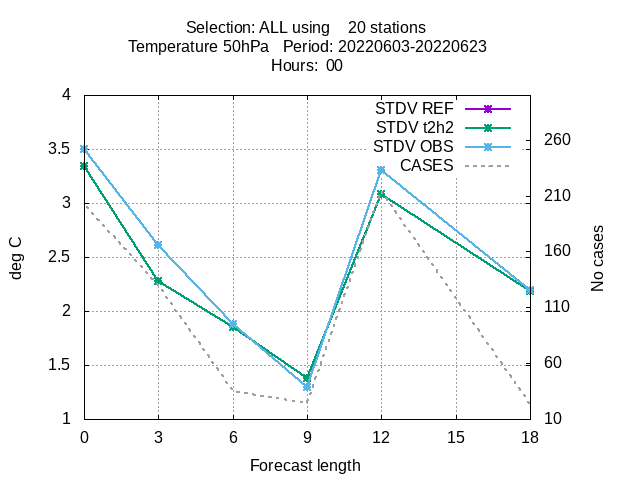 Selection: ALL using 20 stations
Temperature 50hPa Period: 20220603-20220623
Hours: 00
4
3.5
3
2.5
2
1.5
1
260
210
160
110
60
10
STDV REF
STDV t2h2
STDV OBS
CASES
deg C
No cases
0 3 6 9 12 15 18
Forecast length